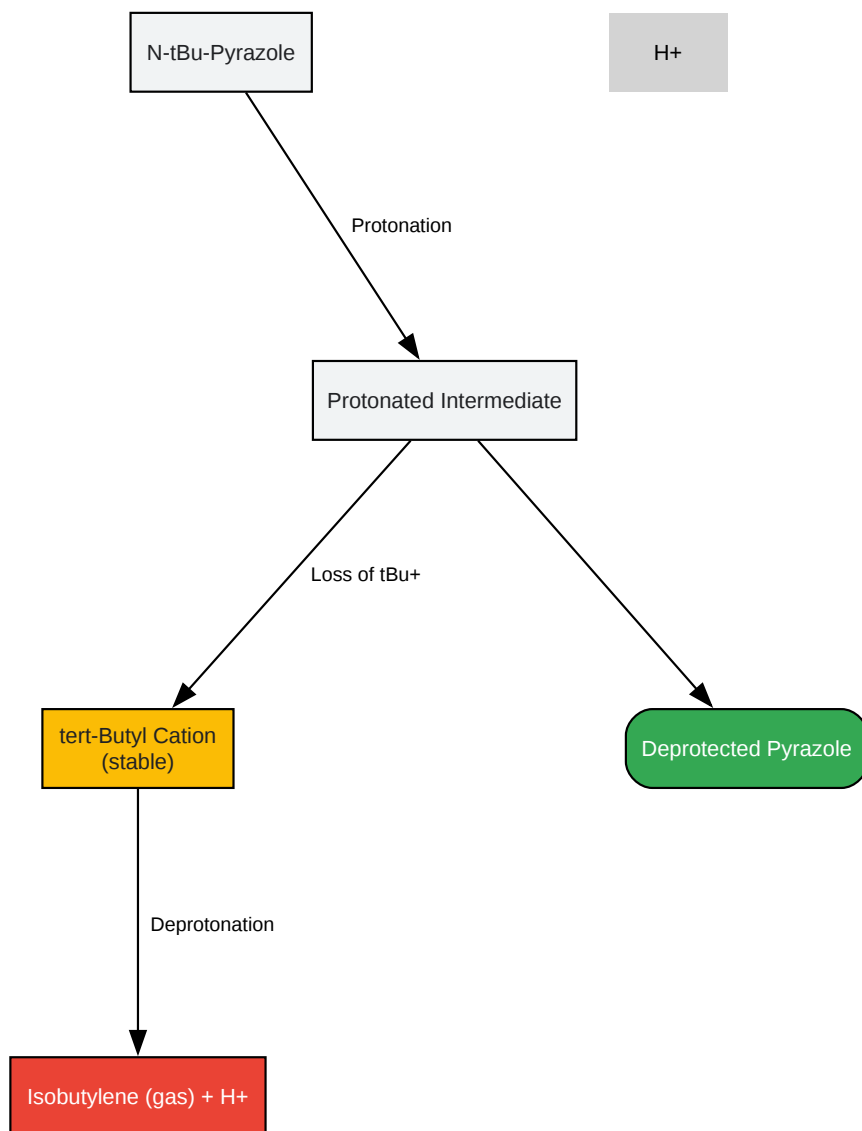 N-tBu-Pyrazole
H+
Protonation
Protonated Intermediate
Loss of tBu+
tert-Butyl Cation
(stable)
Deprotected Pyrazole
Deprotonation
Isobutylene (gas) + H+